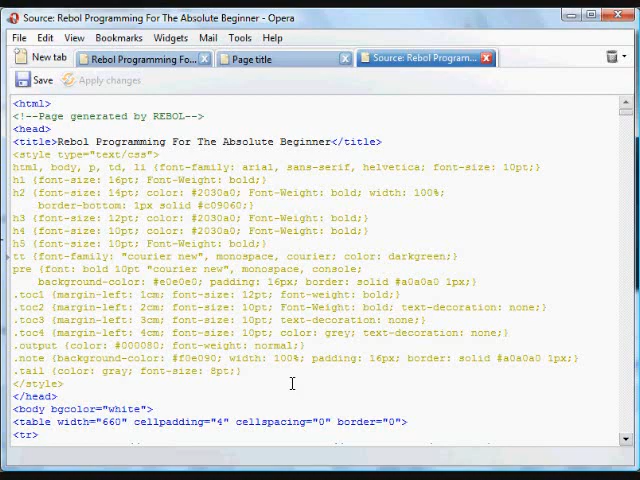 Source: Rebol Programming For The Absolute Beginner - Opera
File Edit View Bookmarks Widgets Mail Tools Help
New tab Rebol Programming Fo... Page title Source: Rebol Program...
Save Apply changes
<html>
<!--Page generated by REBOL-->
<head>
<title>Rebol Programming For The Absolute Beginner</title>
<style type="text/css">
html, body, p, td, li {font-family: arial, sans-serif, helvetica; font-size: 10pt;}
h1 {font-size: 16pt; Font-Weight: bold;}
h2 {font-size: 14pt; color: #2030a0; Font-Weight: bold; width: 100%;
border-bottom: 1px solid #c09060;}
h3 {font-size: 12pt; color: #2030a0; Font-Weight: bold;}
h4 {font-size: 10pt; color: #2030a0; Font-Weight: bold;}
h5 {font-size: 10pt; Font-Weight: bold;}
tt {font-family: "courier new", monospace, courier; color: darkgreen;}
pre {font: bold 10pt "courier new", monospace, console;
background-color: #e0e0e0; padding: 16px; border: solid #a0a0a0 1px;}
.toc1 {margin-left: 1cm; font-size: 12pt; font-weight: bold;}
.toc2 {margin-left: 2cm; font-size: 10pt; Font-Weight: bold; text-decoration: none;}
.toc3 {margin-left: 3cm; font-size: 10pt; text-decoration: none;}
.toc4 {margin-left: 4cm; font-size: 10pt; color: grey; text-decoration: none;}
.output {color: #000080; font-weight: normal;}
.note {background-color: #f0e090; width: 100%; padding: 16px; border: solid #a0a0a0 1px;}
.tail {color: gray; font-size: 8pt;}
</style>
</head>
<body bgcolor="white">
<table width="660" cellpadding="4" cellspacing="0" border="0">
<tr>